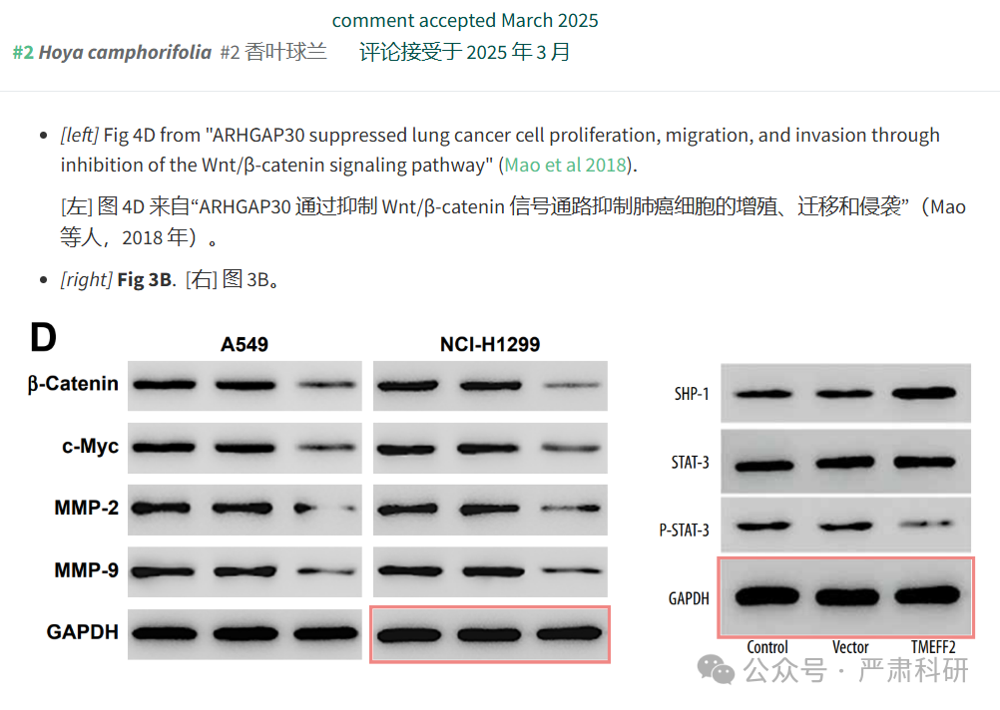 comment accepted March 2025
#2 Hoya camphorifolia #2 香叶球兰 评论接受于 2025 年 3 月
[left] Fig 4D from "ARHGAP30 suppressed lung cancer cell proliferation, migration, and invasion through
inhibition of the Wnt/β-catenin signaling pathway" (Mao et al 2018).
[左] 图 4D 来自“ARHGAP30 通过抑制 Wnt/β-catenin 信号通路抑制肺癌细胞的增殖、迁移和侵袭”（Mao
等人，2018 年）。
[right] Fig 3B. [右] 图 3B。
D
A549 NCI-H1299
β-Catenin
c-Myc
MMP-2
MMP-9
GAPDH
SHP-1
STAT-3
P-STAT-3
GAPDH
Control Vector TMEFF2
公众号 · 严肃科研